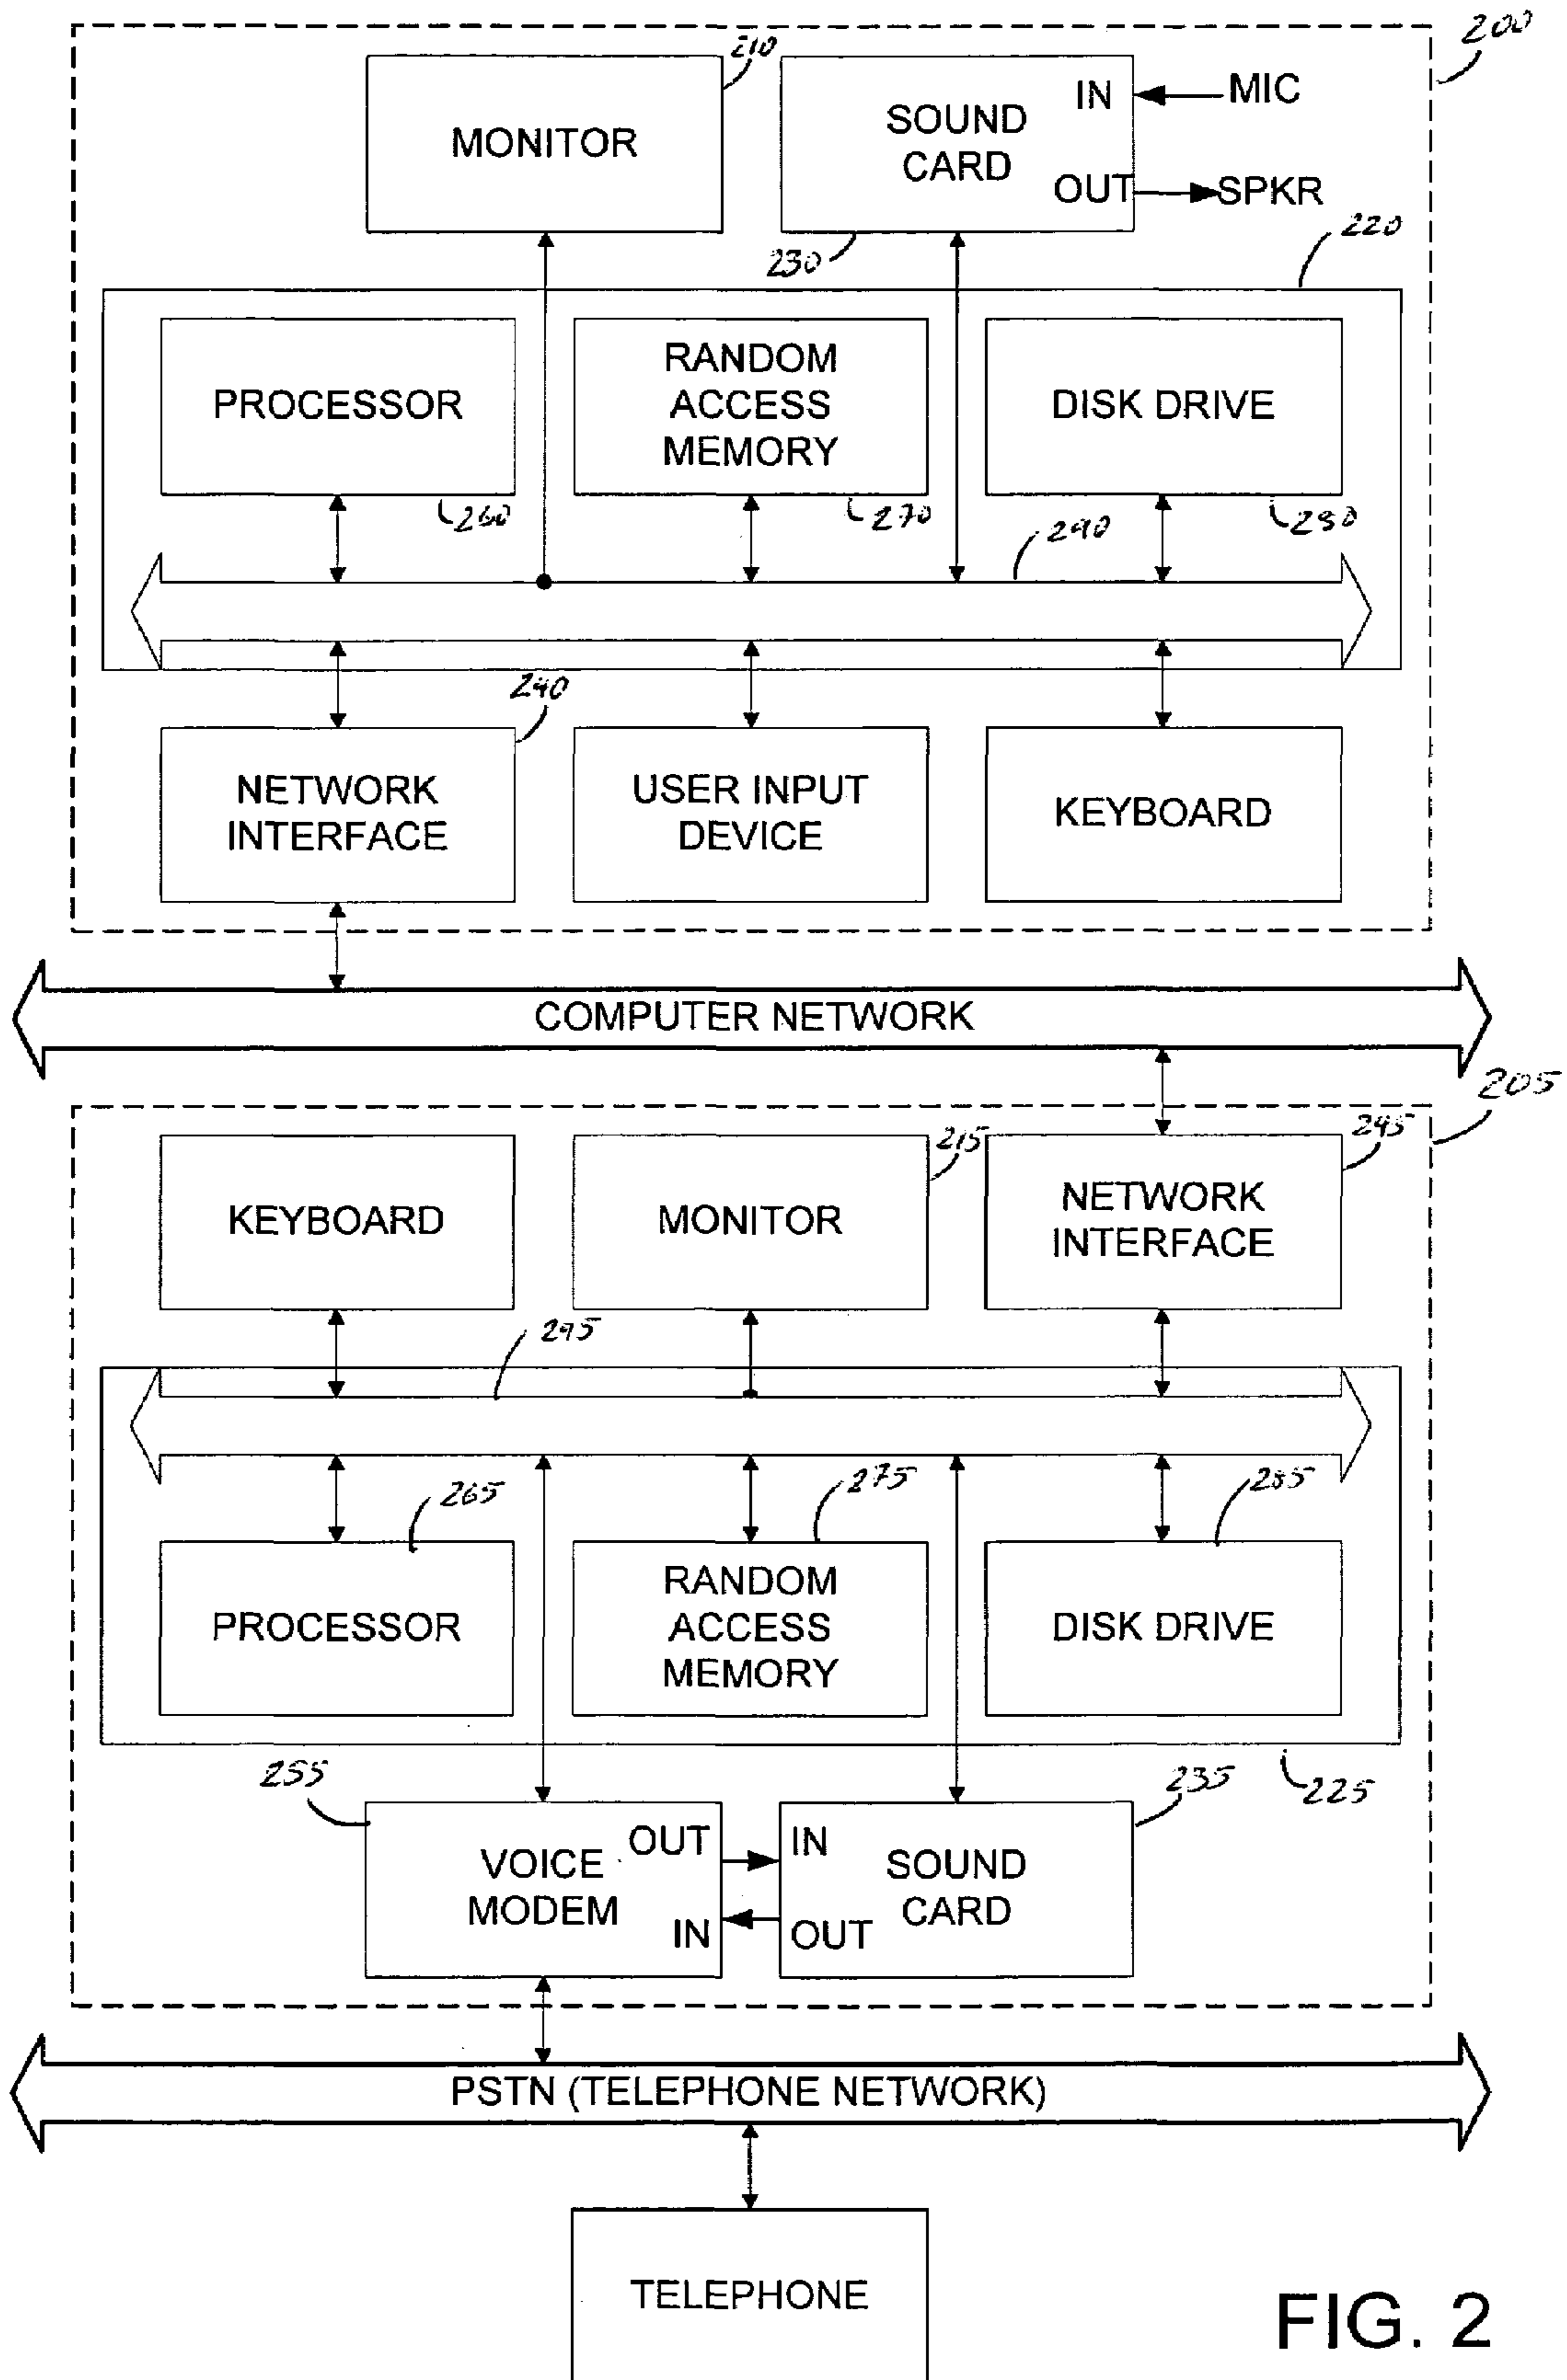 200
210
MONITOR
SOUND
CARD
IN
MIC
OUT
SPKR
230
220
PROCESSOR
RANDOM
ACCESS
MEMORY
DISK DRIVE
260
270
280
290
240
NETWORK
INTERFACE
USER INPUT
DEVICE
KEYBOARD
COMPUTER NETWORK
205
KEYBOARD
215
MONITOR
245
NETWORK
INTERFACE
295
265
275
285
PROCESSOR
RANDOM
ACCESS
MEMORY
DISK DRIVE
255
235
225
VOICE
MODEM
OUT
IN
IN
OUT
SOUND
CARD
PSTN (TELEPHONE NETWORK)
TELEPHONE
FIG. 2